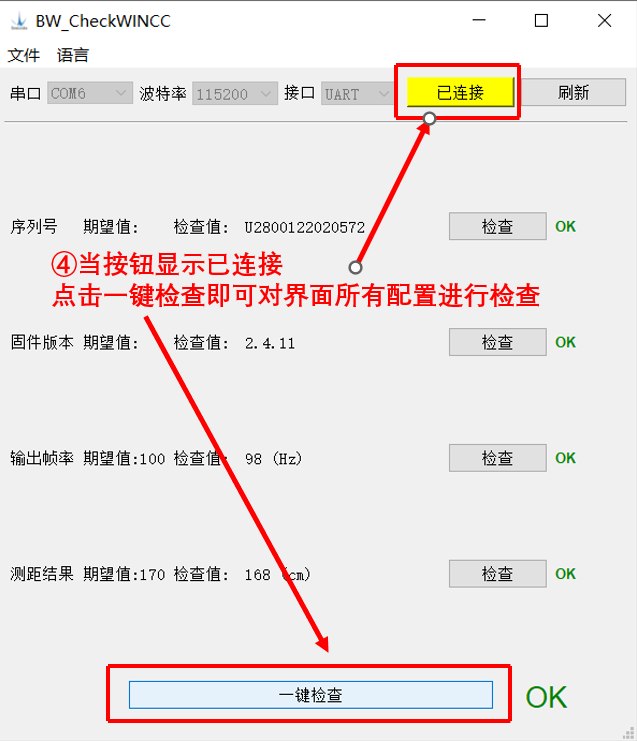 BW_CheckWINCC
文件 语言
串口 COM6 波特率 115200 接口 UART 已连接 刷新
序列号 期望值: 检查值: U2800122020572 检查 OK
④当按钮显示已连接
点击一键检查即可对界面所有配置进行检查
固件版本 期望值: 检查值: 2.4.11 检查 OK
输出帧率 期望值:100 检查值: 98 (Hz) 检查 OK
测距结果 期望值:170 检查值: 168 (cm) 检查 OK
一键检查 OK